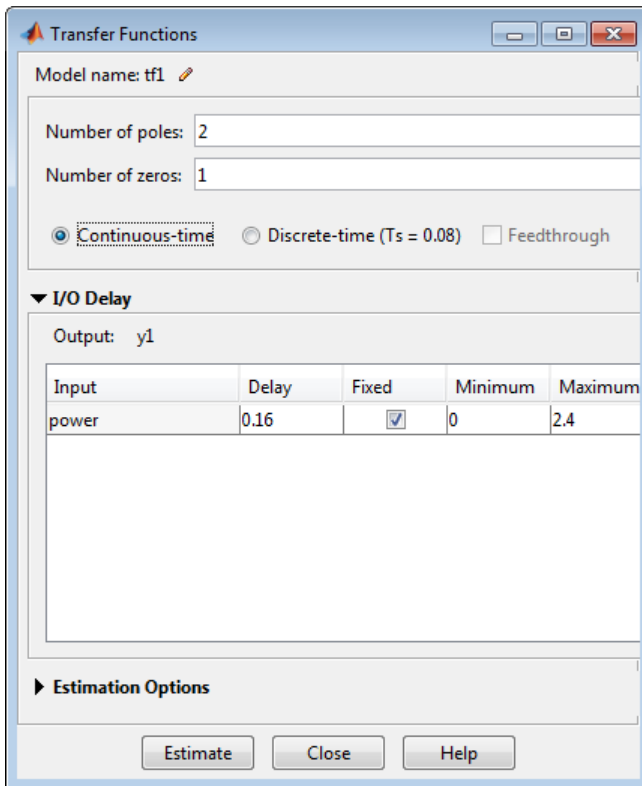 Transfer Functions
Model name: tf1
Number of poles: 2
Number of zeros: 1
Continuous-time Discrete-time (Ts = 0.08) Feedthrough
I/O Delay
Output: y1
Input Delay Fixed Minimum Maximum
power 0.16 0 2.4
Estimation Options
Estimate Close Help